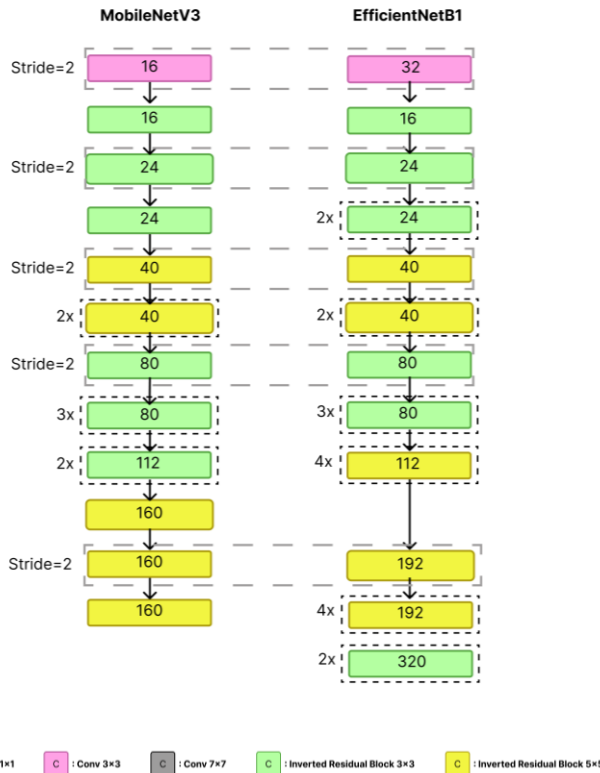 MobileNetV3 EfficientNetB1
Stride=2 16 32
16 16
Stride=2 24 24
24 2x 24
Stride=2 40 40
2x 40 2x 40
Stride=2 80 80
3x 80 3x 80
2x 112 4x 112
160
Stride=2 160 192
160 4x 192
2x 320
1×1 C : Conv 3×3 C : Conv 7×7 C : Inverted Residual Block 3×3 C : Inverted Residual Block 5×5